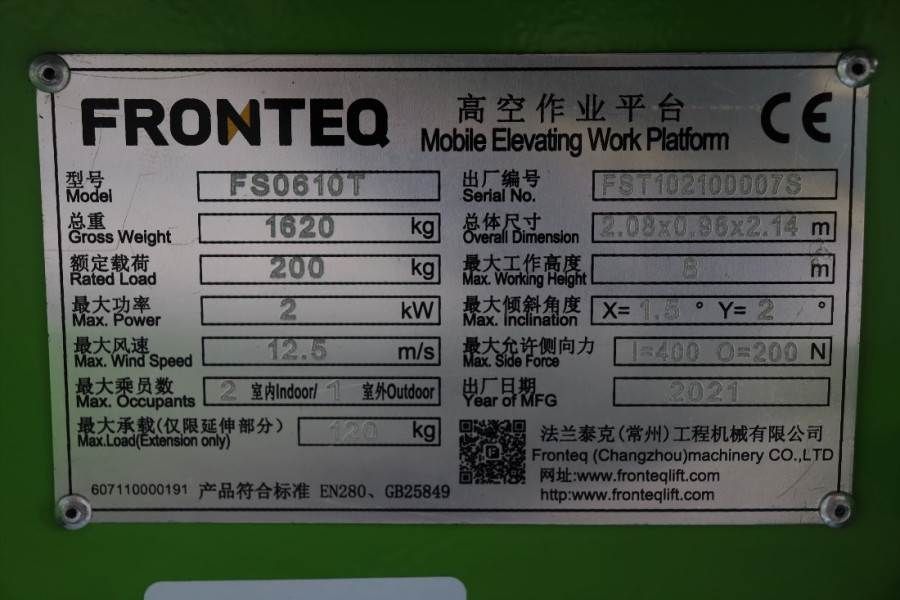 FRONTEQ
高空作业平台
Mobile Elevating Work Platform
CE
型号 FS0610T
Model
总重 1620 kg
Gross Weight
额定载荷 200 kg
Rated Load
最大功率 2 kW
Max. Power
最大风速 12.5 m/s
Max. Wind Speed
最大乘员数 2 室内Indoor/ 1 室外Outdoor
Max. Occupants
最大承载(仅限延伸部分) 120 kg
Max.Load(Extension only)
607110000191 产品符合标准 EN280、GB25849
出厂编号 FST102100007S
Serial No.
总体尺寸 2.08x0.96x2.14 m
Overall Dimension
最大工作高度 8 m
Max. Working Height
最大倾斜角度 X= 1.5 ° Y= 2 °
Max. Inclination
最大允许侧向力 I=400 O=200 N
Max. Side Force
出厂日期 2021
Year of MFG
法兰泰克(常州)工程机械有限公司
Fronteq (Changzhou)machinery CO.,LTD
网址:www.fronteqlift.com
http:www.fronteqlift.com